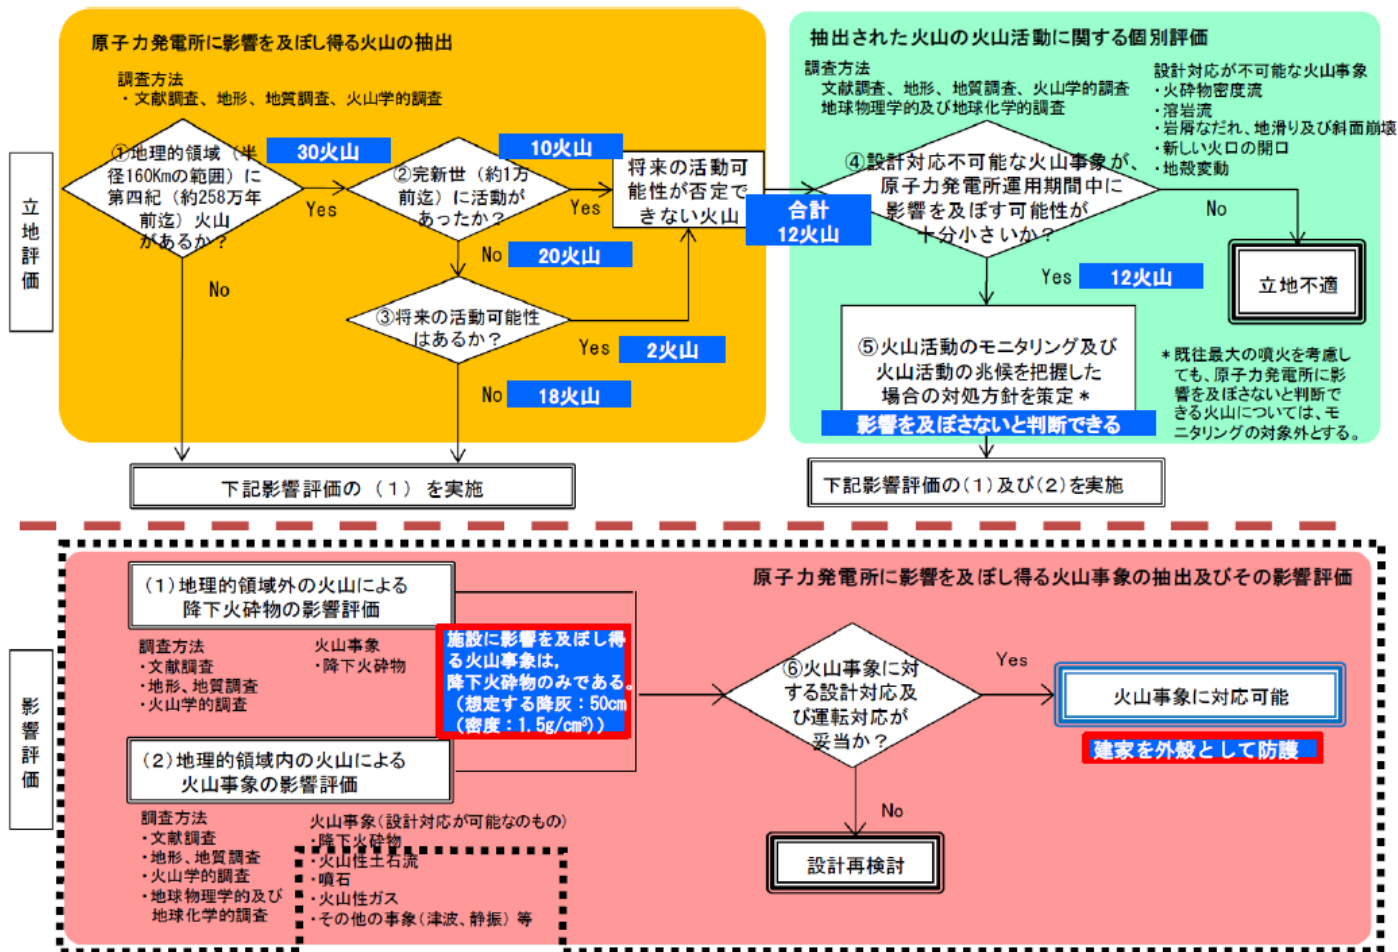 原子力発電所に影響を及ぼし得る火山の抽出
調査方法
・文献調査、地形、地質調査、火山学的調査
立地評価
①地理的領域（半
径160Kmの範囲）に
第四紀（約258万年
前迄）火山
があるか？
30火山
Yes
No
②完新世（約1万
前迄）に活動が
あったか？
10火山
Yes
No
20火山
将来の活動可
能性が否定で
きない火山
合計
12火山
③将来の活動可能性
はあるか？
Yes
2火山
No
18火山
下記影響評価の（1）を実施
抽出された火山の火山活動に関する個別評価
調査方法
文献調査、地形、地質調査、火山学的調査
地球物理学的及び地球化学的調査
設計対応が不可能な火山事象
・火砕物密度流
・溶岩流
・岩屑なだれ、地滑り及び斜面崩壊
・新しい火口の開口
・地殻変動
④設計対応不可能な火山事象が、
原子力発電所運用期間中に
影響を及ぼす可能性が
十分小さいか？
No
立地不適
Yes
12火山
⑤火山活動のモニタリング及び
火山活動の兆候を把握した
場合の対処方針を策定＊
影響を及ぼさないと判断できる
＊既往最大の噴火を考慮し
ても、原子力発電所に影
響を及ぼさないと判断で
きる火山については、モ
ニタリングの対象外とする。
下記影響評価の(1)及び(2)を実施
影響評価
原子力発電所に影響を及ぼし得る火山事象の抽出及びその影響評価
(1)地理的領域外の火山による
降下火砕物の影響評価
調査方法
・文献調査
・地形、地質調査
・火山学的調査
火山事象
・降下火砕物
施設に影響を及ぼし得
る火山事象は，
降下火砕物のみである。
（想定する降灰：50cm
（密度：1.5g/cm³））
(2)地理的領域内の火山による
火山事象の影響評価
調査方法
・文献調査
・地形、地質調査
・火山学的調査
・地球物理学的及び
地球化学的調査
火山事象(設計対応が可能なのもの)
・降下火砕物
・火山性土石流
・噴石
・火山性ガス
・その他の事象(津波、静振）等
⑥火山事象に対
する設計対応及
び運転対応が
妥当か？
Yes
火山事象に対応可能
建家を外殻として防護
No
設計再検討